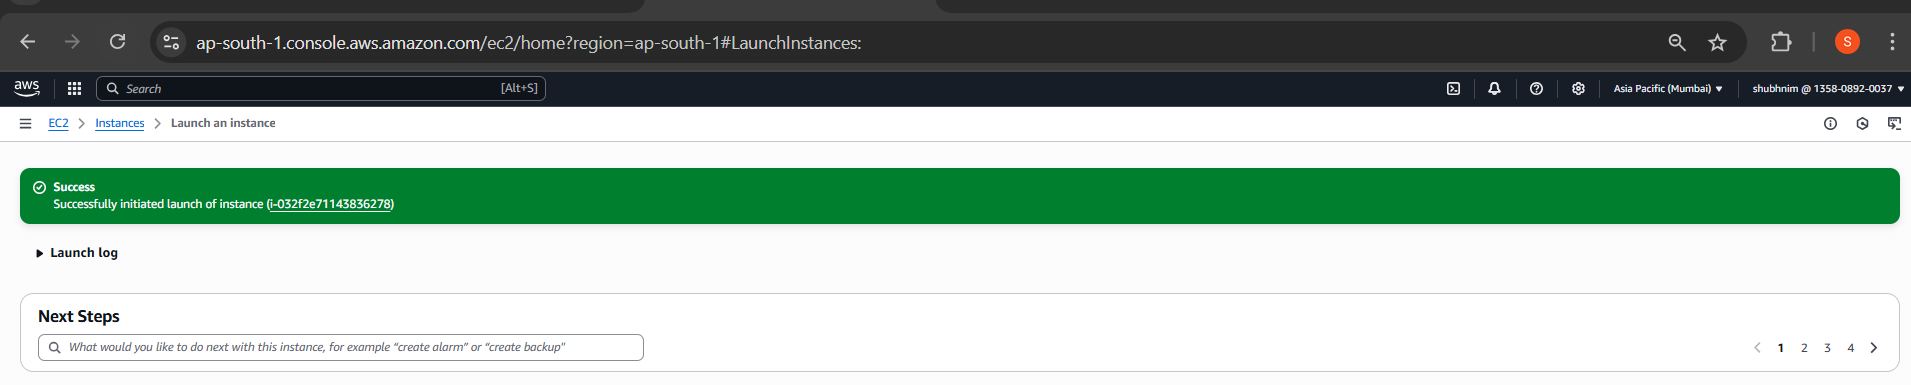 ap-south-1.console.aws.amazon.com/ec2/home?region=ap-south-1#LaunchInstances:
S
aws
Search
[Alt+S]
Asia Pacific (Mumbai) ▼
shubhnim @ 1358-0892-0037 ▼
EC2 > Instances > Launch an instance
Success
Successfully initiated launch of instance (i-032f2e71143836278)
Launch log
Next Steps
What would you like to do next with this instance, for example “create alarm” or “create backup”
1 2 3 4